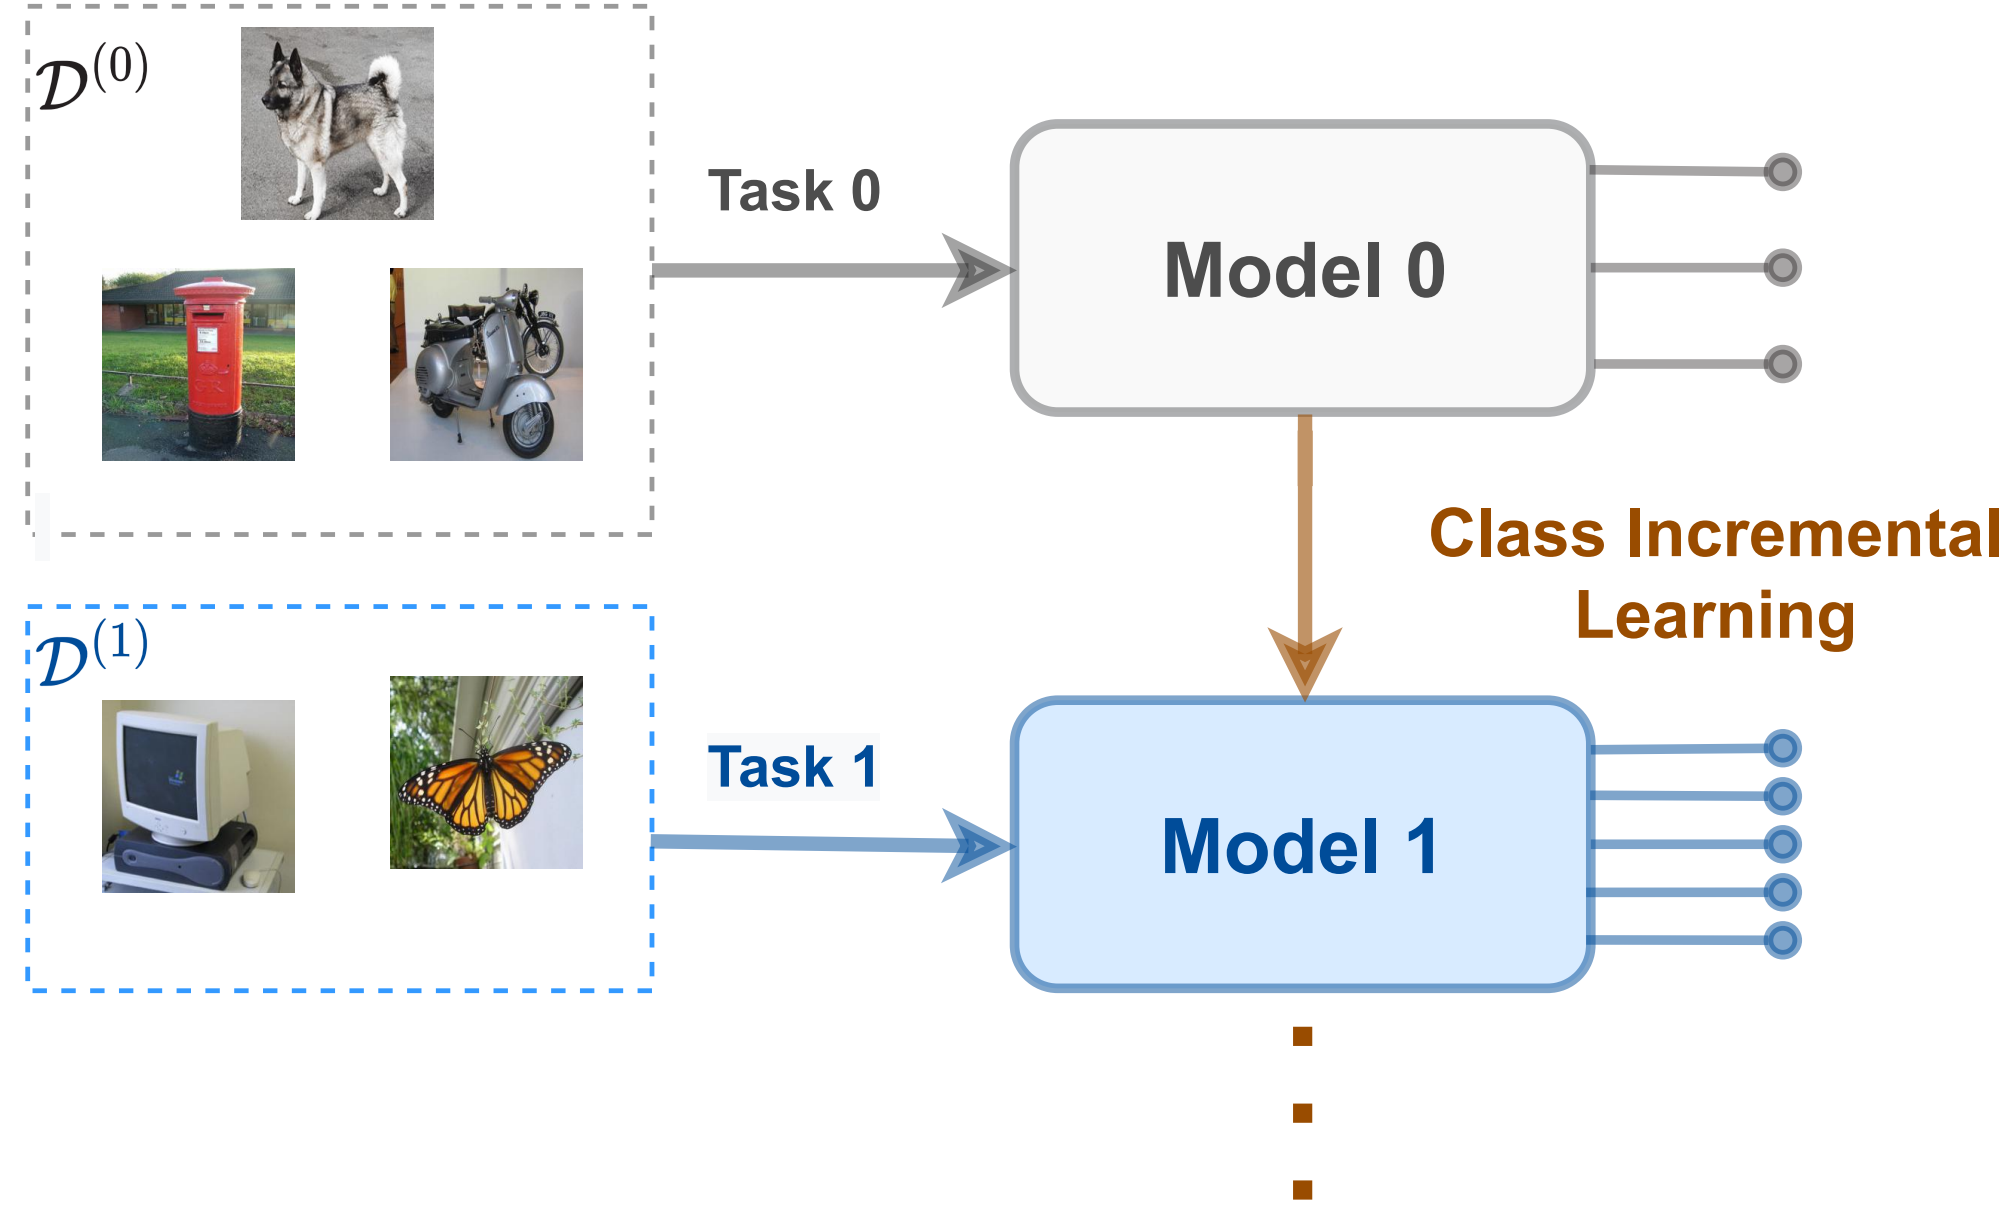 𝒟^(0)
Task 0
Model 0
Class Incremental
Learning
𝒟^(1)
Task 1
Model 1